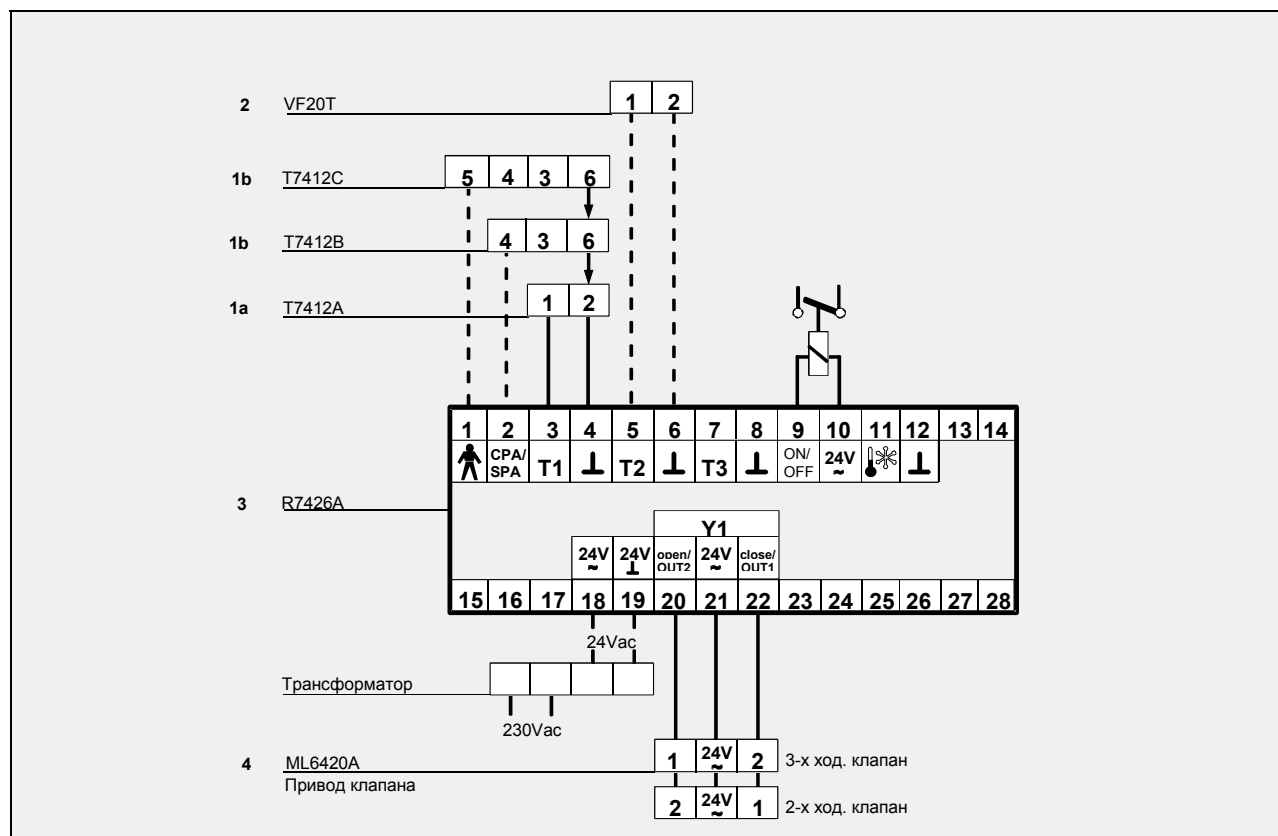 2 VF20T 1 2
1b T7412C 5 4 3 6
1b T7412B 4 3 6
1a T7412A 1 2
1 2 3 4 5 6 7 8 9 10 11 12 13 14
CPA/ SPA T1 ⊥ T2 ⊥ T3 ⊥ ON/ OFF 24V ~ ⊥
3 R7426A
Y1
24V ~ 24V ⊥ open/ OUT2 24V ~ close/ OUT1
15 16 17 18 19 20 21 22 23 24 25 26 27 28
24Vac
Трансформатор
230Vac
4 ML6420A 1 24V ~ 2 3-х ход. клапан
Привод клапана
2 24V ~ 1 2-х ход. клапан